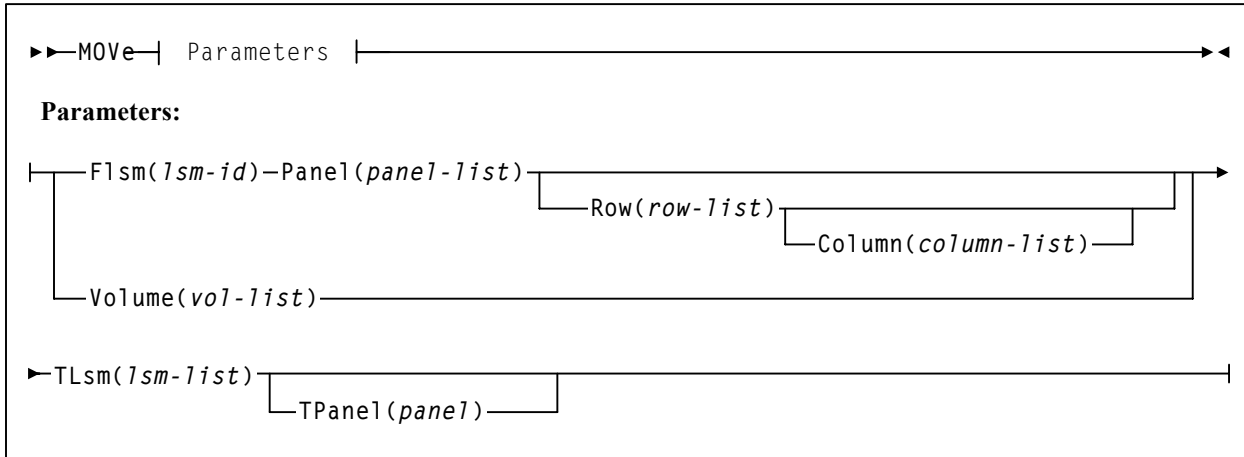 MOVe Parameters
Parameters:
Flsm(lsm-id) Panel(panel-list)
Row(row-list)
Column(column-list)
Volume(vol-list)
TLsm(lsm-list)
TPanel(panel)